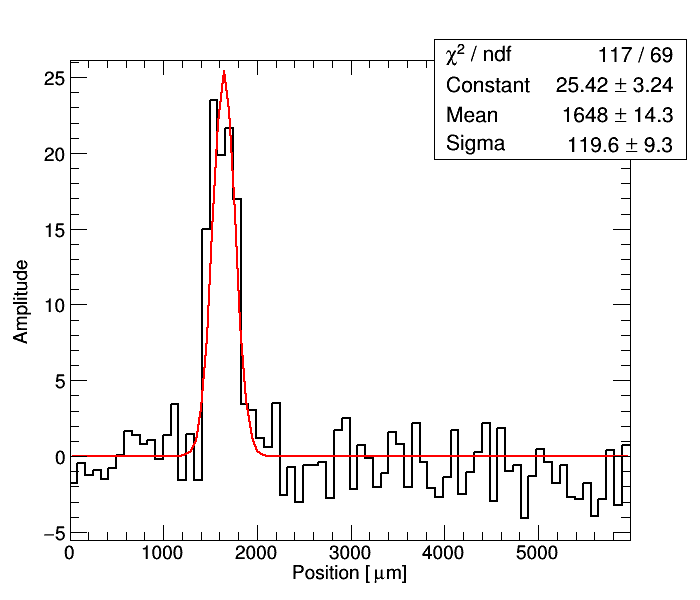 χ² / ndf 117 / 69
Constant 25.42 ± 3.24
Mean 1648 ± 14.3
Sigma 119.6 ± 9.3
25
20
15
10
5
0
−5
Amplitude
0 1000 2000 3000 4000 5000
Position [ μm]